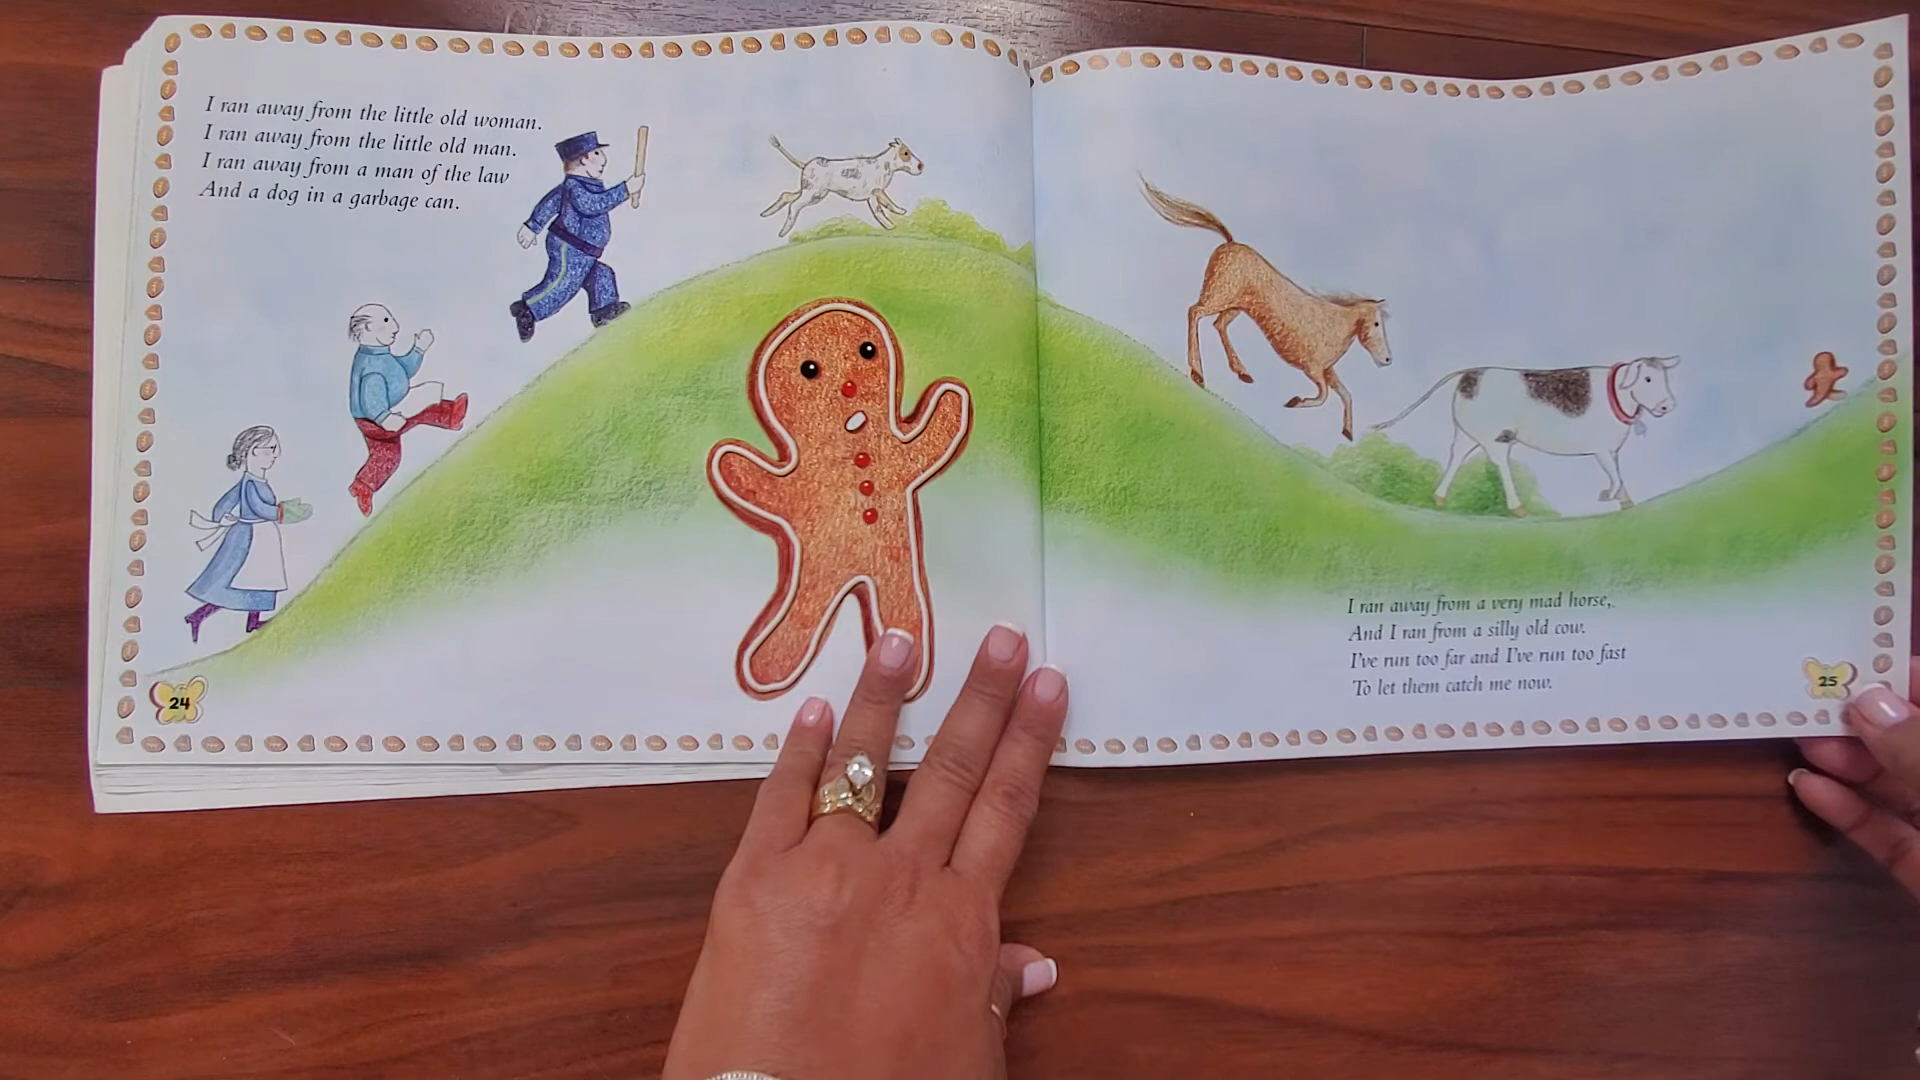 I ran away from the little old woman.
I ran away from the little old man.
I ran away from a man of the law
And a dog in a garbage can.
24
I ran away from a very mad horse,
And I ran from a silly old cow.
I've run too far and I've run too fast
To let them catch me now.
25